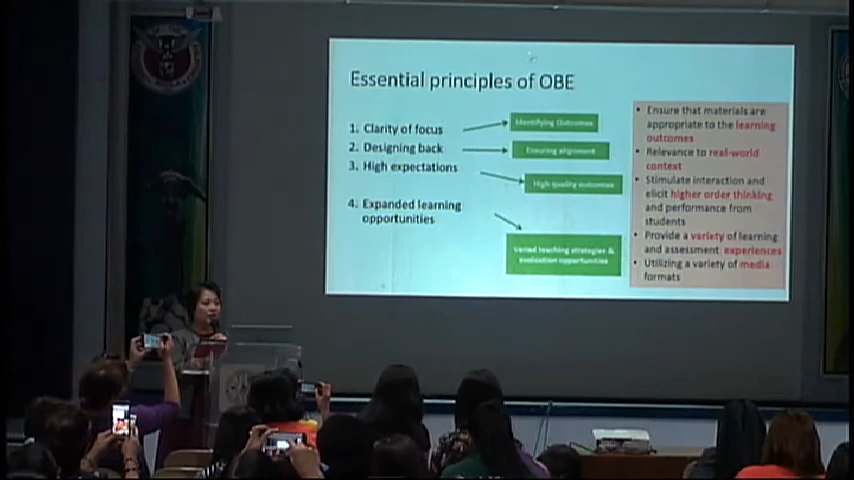 Essential principles of OBE
1. Clarity of focus
2. Designing back
3. High expectations
4. Expanded learning
opportunities
Identifying Outcomes
Ensuring alignment
High quality outcomes
Varied teaching strategies &
evaluation opportunities
• Ensure that materials are
appropriate to the learning
outcomes
• Relevance to real-world
context
• Stimulate interaction and
elicit higher order thinking
and performance from
students
• Provide a variety of learning
and assessment experiences
• Utilizing a variety of media
formats